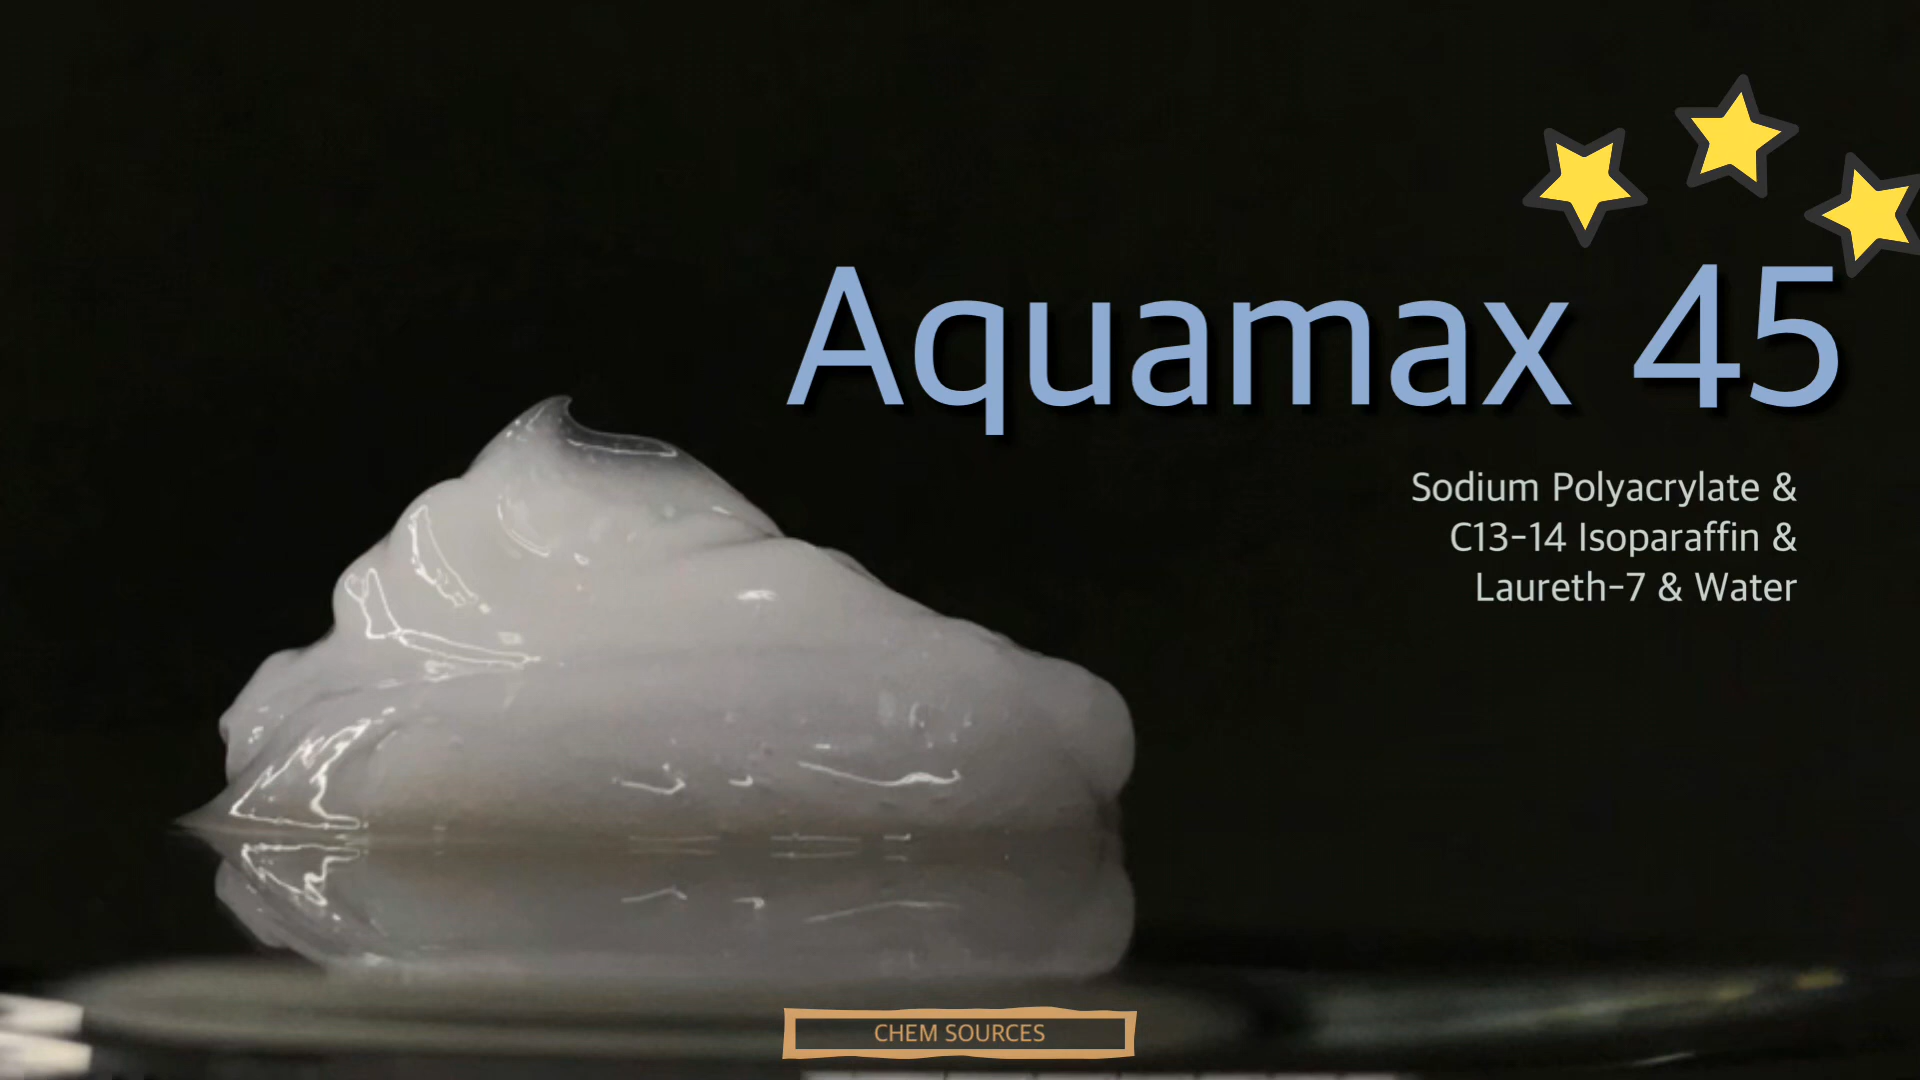 Aquamax 45
Sodium Polyacrylate &
C13-14 Isoparaffin &
Laureth-7 & Water
CHEM SOURCES